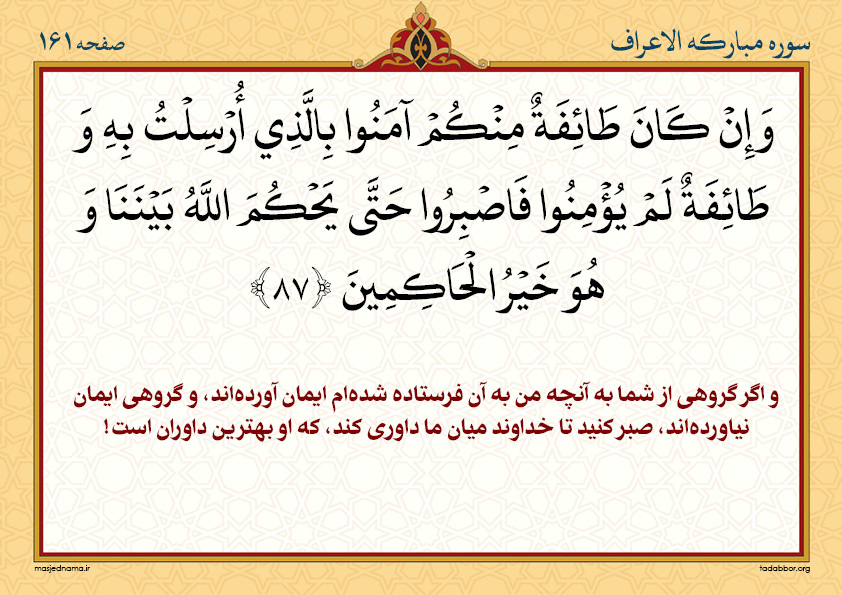 سوره مبارکه الاعراف
صفحه ۱۶۱
وَ إِنْ كَانَ طَائِفَةٌ مِنْكُمْ آمَنُوا بِالَّذِي أُرْسِلْتُ بِهِ وَ
طَائِفَةٌ لَمْ يُؤْمِنُوا فَاصْبِرُوا حَتَّى يَحْكُمَ اللَّهُ بَيْنَنَا وَ
هُوَ خَيْرُ الْحَاكِمِينَ ﴿۸۷﴾
و اگر گروهی از شما به آنچه من به آن فرستاده شده‌ام ایمان آورده‌اند، و گروهی ایمان
نیاورده‌اند، صبر کنید تا خداوند میان ما داوری کند، که او بهترین داوران است!
masjednama.ir
tadabbor.org